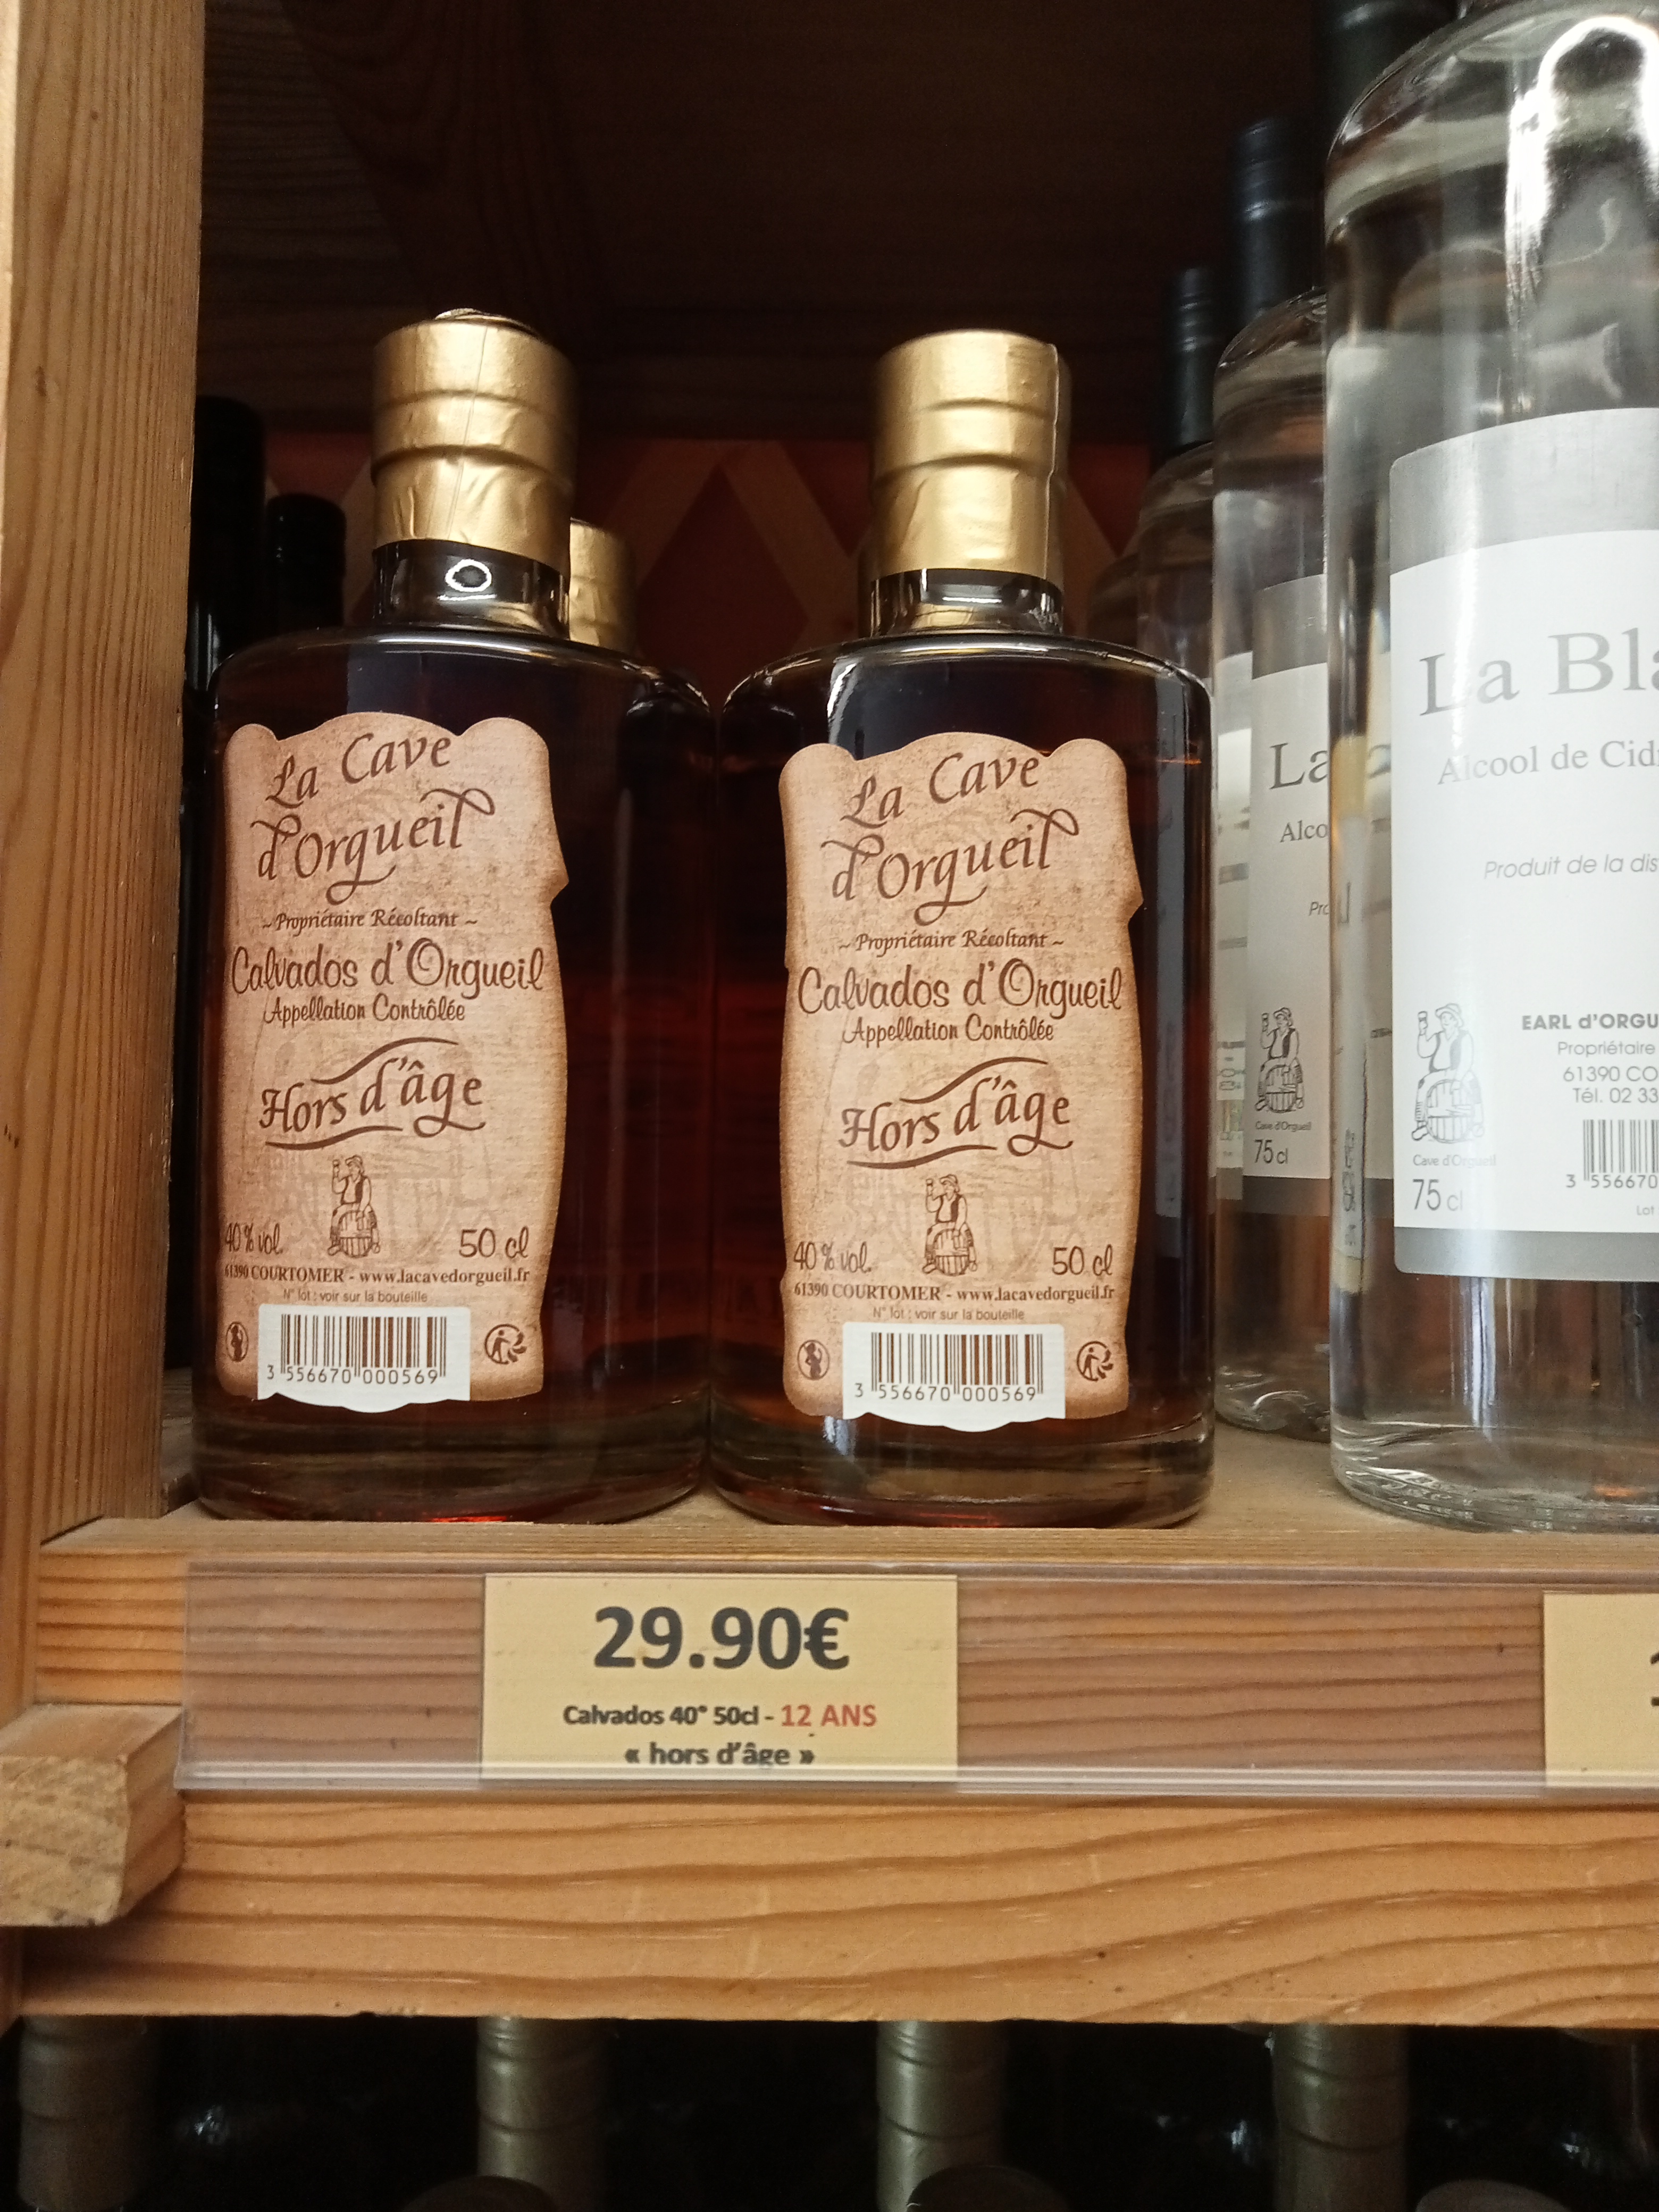 La Cave
d'Orgueil
~ Propriétaire Récoltant ~
Calvados d'Orgueil
Appellation Contrôlée
Hors d'âge
40 % vol.
50 cl
61390 COURTOMER - www.lacavedorgueil.fr
N° lot : voir sur la bouteille
3 556670 000569
La Cave
d'Orgueil
~ Propriétaire Récoltant ~
Calvados d'Orgueil
Appellation Contrôlée
Hors d'âge
40 % vol.
50 cl
61390 COURTOMER - www.lacavedorgueil.fr
N° lot : voir sur la bouteille
3 556670 000569
La
Alco
Cave d'Orgueil
75 cl
La Bla
Alcool de Cid
Produit de la dis
EARL d'ORGU
Propriétaire
61390 CO
Tél. 02 33
Cave d'Orgueil
75 cl
3 556670
Lot
29.90€
Calvados 40° 50cl - 12 ANS
« hors d'âge »